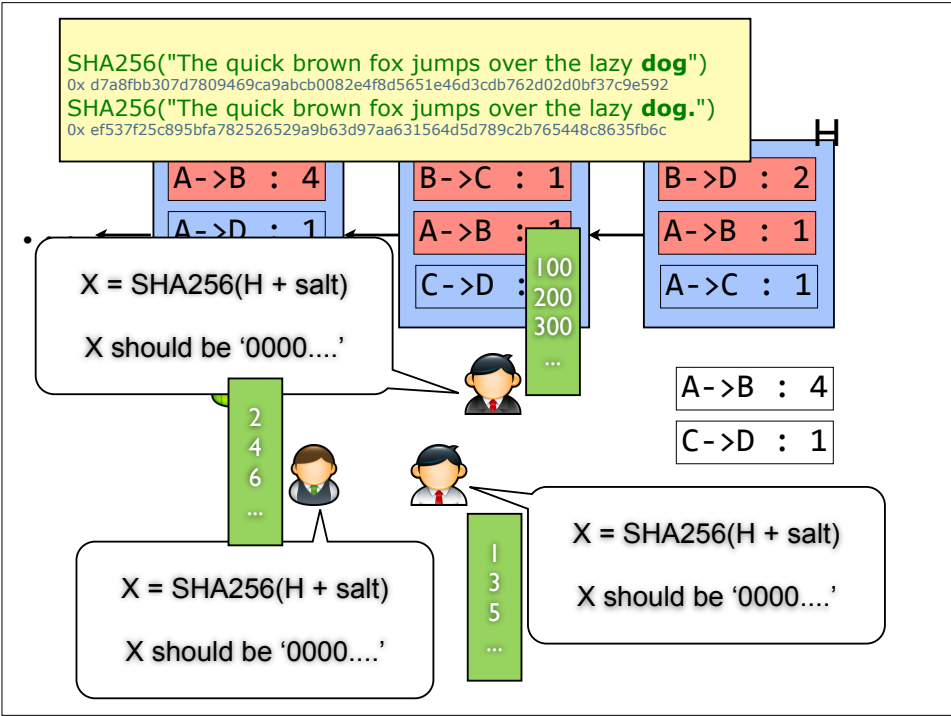 SHA256("The quick brown fox jumps over the lazy dog")
0x d7a8fbb307d7809469ca9abcb0082e4f8d5651e46d3cdb762d02d0bf37c9e592
SHA256("The quick brown fox jumps over the lazy dog.")
0x ef537f25c895bfa782526529a9b63d97aa631564d5d789c2b765448c8635fb6c
H
A->B : 4
A->D : 1
B->C : 1
A->B : 1
C->D :
B->D : 2
A->B : 1
A->C : 1
X = SHA256(H + salt)
X should be ‘0000....’
100
200
300
...
A->B : 4
C->D : 1
2
4
6
...
X = SHA256(H + salt)
X should be ‘0000....’
1
3
5
...
X = SHA256(H + salt)
X should be ‘0000....’